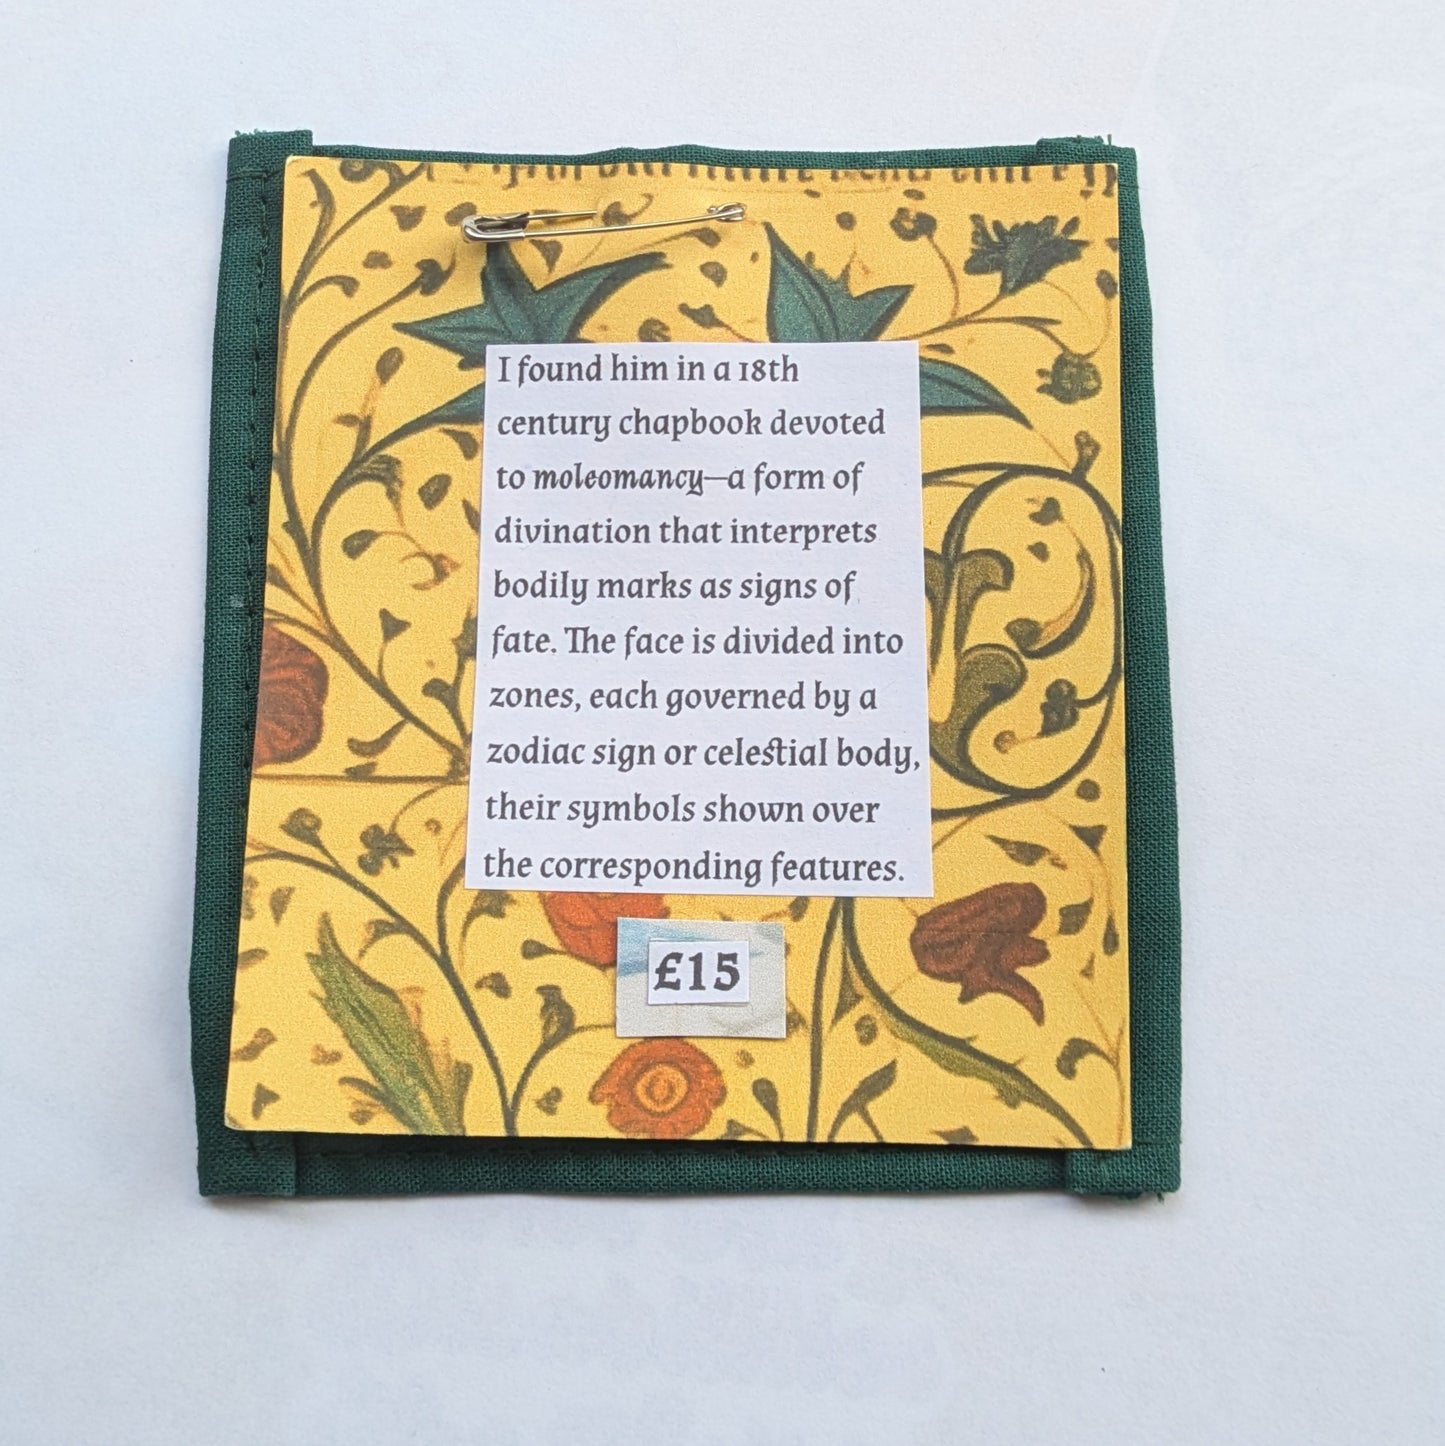 I found him in a 18th
century chapbook devoted
to moleomancy—a form of
divination that interprets
bodily marks as signs of
fate. The face is divided into
zones, each governed by a
zodiac sign or celestial body,
their symbols shown over
the corresponding features.
£15